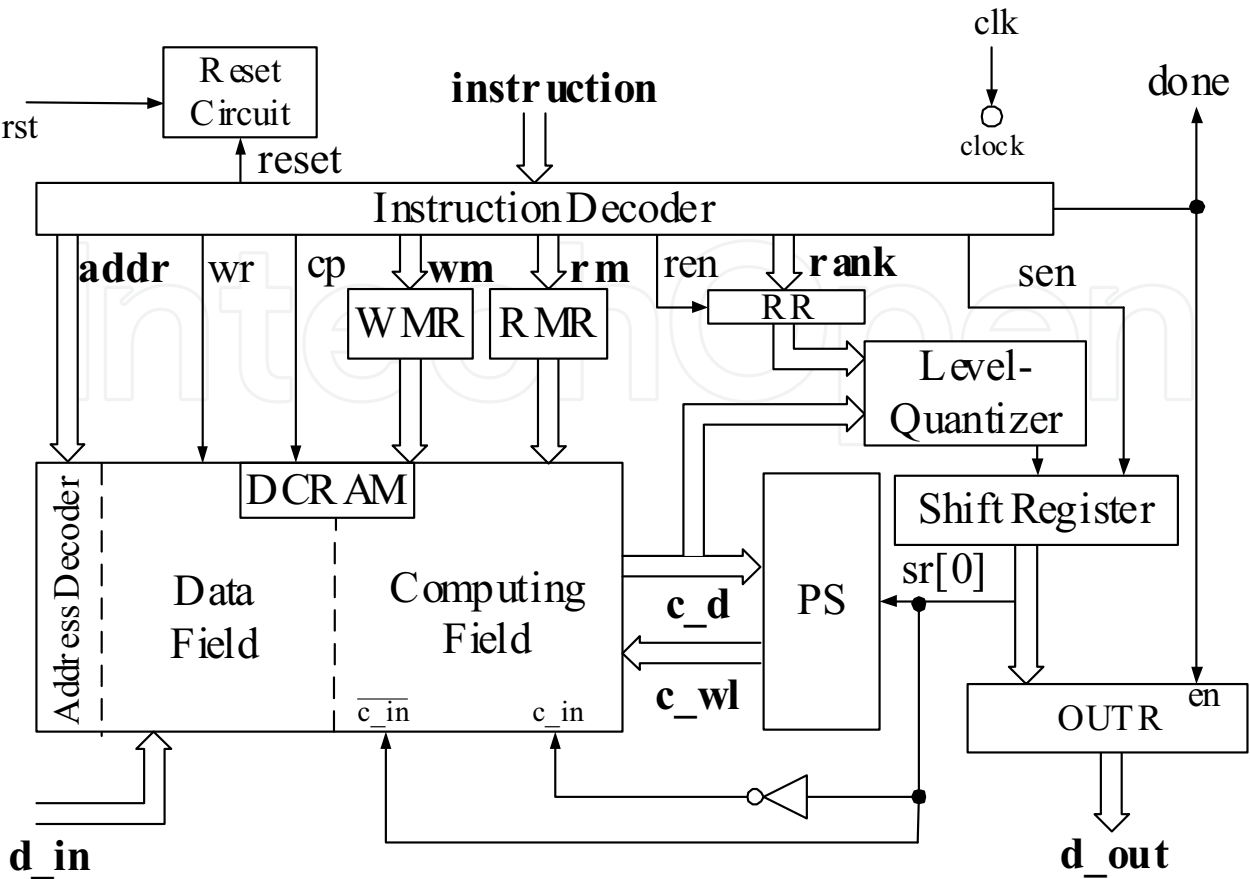 clk
Reset
Circuit
instruction
done
rst
clock
reset
Instruction Decoder
addr
wr
cp
wm
rm
ren
rank
sen
IntechOpen
WMR
RMR
RR
Level-
Quantizer
Address Decoder
DCRAM
Shift Register
Data
Field
Computing
Field
c_d
PS
sr[0]
c_wl
c_in
c_in
en
OUTR
d_in
d_out